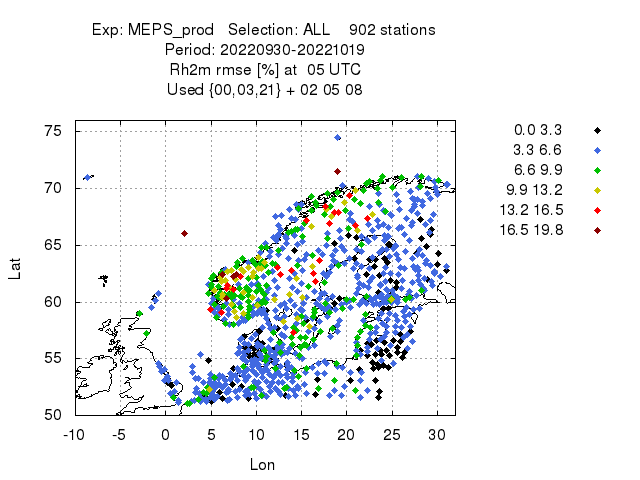 Exp: MEPS_prod Selection: ALL 902 stations
Period: 20220930-20221019
Rh2m rmse [%] at 05 UTC
Used {00,03,21} + 02 05 08
0.0 3.3
3.3 6.6
6.6 9.9
9.9 13.2
13.2 16.5
16.5 19.8
75
70
65
60
55
50
Lat
-10 -5 0 5 10 15 20 25 30
Lon